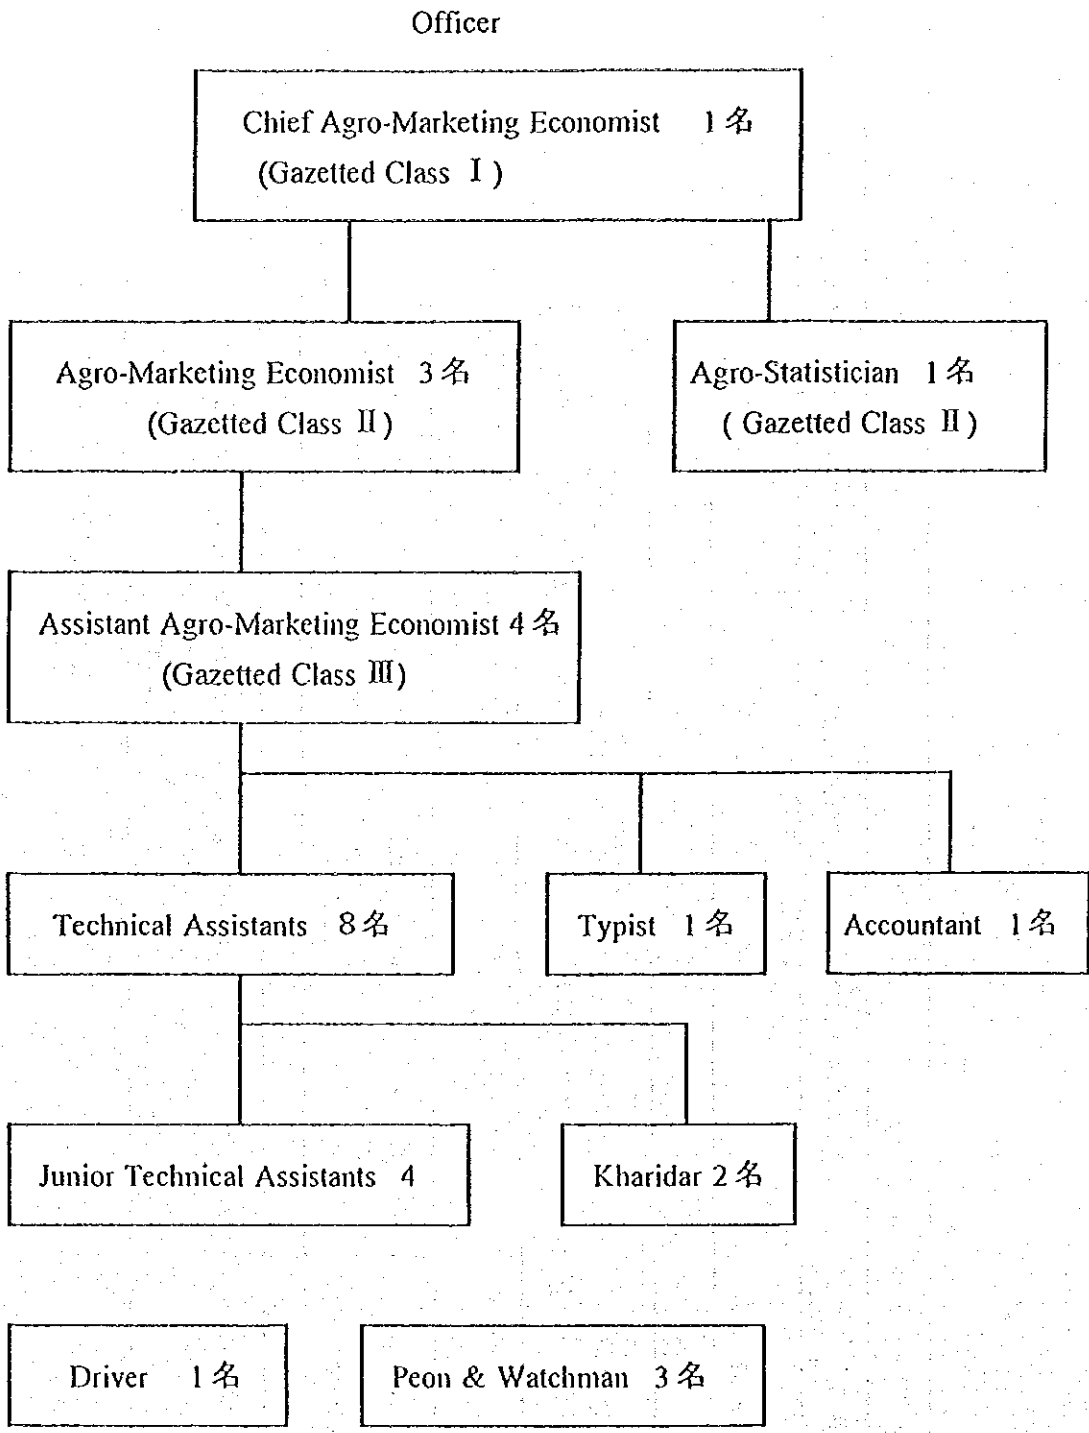 Officer
Chief Agro-Marketing Economist 1名
(Gazetted Class I)
Agro-Marketing Economist 3名
(Gazetted Class II)
Agro-Statistician 1名
( Gazetted Class II)
Assistant Agro-Marketing Economist 4名
(Gazetted Class III)
Technical Assistants 8名
Typist 1名
Accountant 1名
Junior Technical Assistants 4
Kharidar 2名
Driver 1名
Peon & Watchman 3名